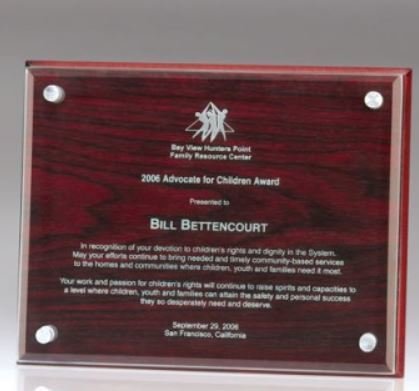 Bay View Hunters Point
Family Resource Center
2006 Advocate for Children Award
Presented to
BILL BETTENCOURT
In recognition of your devotion to children's rights and dignity in the System.
May your efforts continue to bring needed and timely community-based services
to the homes and communities where children, youth and families need it most.
Your work and passion for children's rights will continue to raise spirits and capacities to
a level where children, youth and families can attain the safety and personal success
they so desperately need and deserve.
September 29, 2006
San Francisco, California